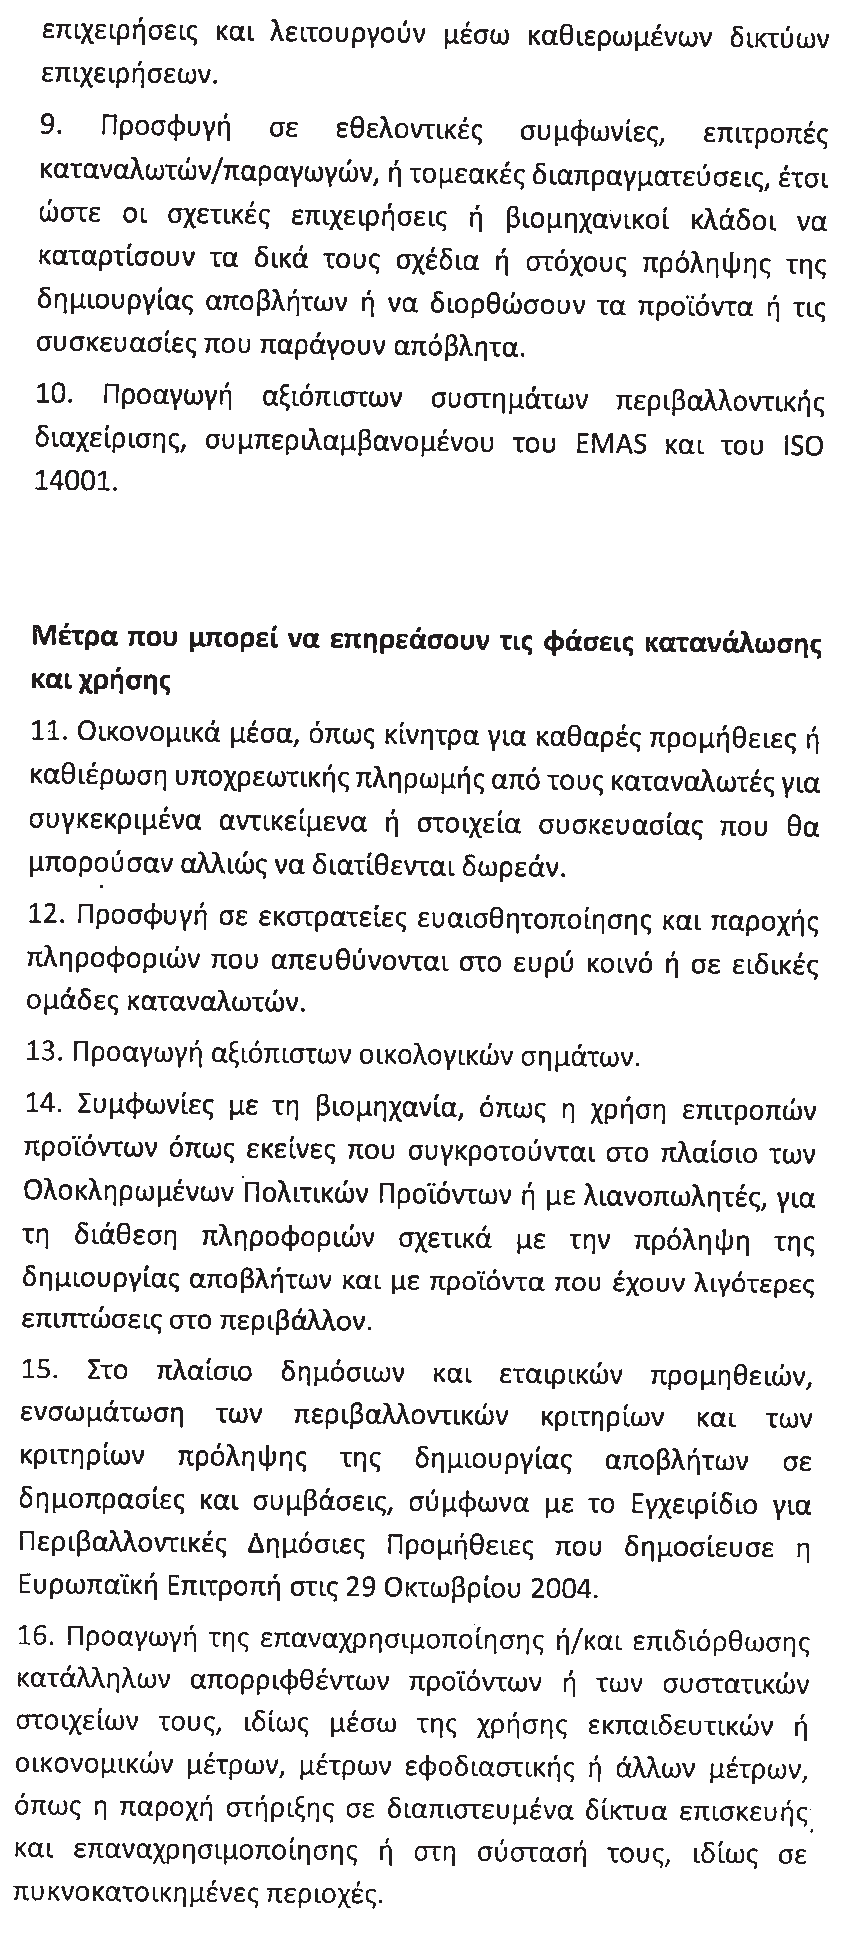 επιχειρήσεις και λειτουργούν μέσω καθιερωμένων δικτύων
επιχειρήσεων.
9. Προσφυγή σε εθελοντικές συμφωνίες, επιτροπές
καταναλωτών/παραγωγών, ή τομεακές διαπραγματεύσεις, έτσι
ώστε οι σχετικές επιχειρήσεις ή βιομηχανικοί κλάδοι να
καταρτίσουν τα δικά τους σχέδια ή στόχους πρόληψης της
δημιουργίας αποβλήτων ή να διορθώσουν τα προϊόντα ή τις
συσκευασίες που παράγουν απόβλητα.
10. Προαγωγή αξιόπιστων συστημάτων περιβαλλοντικής
διαχείρισης, συμπεριλαμβανομένου του EMAS και του ISO
14001.
Μέτρα που μπορεί να επηρεάσουν τις φάσεις κατανάλωσης
και χρήσης
11. Οικονομικά μέσα, όπως κίνητρα για καθαρές προμήθειες ή
καθιέρωση υποχρεωτικής πληρωμής από τους καταναλωτές για
συγκεκριμένα αντικείμενα ή στοιχεία συσκευασίας που θα
μπορούσαν αλλιώς να διατίθενται δωρεάν.
12. Προσφυγή σε εκστρατείες ευαισθητοποίησης και παροχής
πληροφοριών που απευθύνονται στο ευρύ κοινό ή σε ειδικές
ομάδες καταναλωτών.
13. Προαγωγή αξιόπιστων οικολογικών σημάτων.
14. Συμφωνίες με τη βιομηχανία, όπως η χρήση επιτροπών
προϊόντων όπως εκείνες που συγκροτούνται στο πλαίσιο των
Ολοκληρωμένων Πολιτικών Προϊόντων ή με λιανοπωλητές, για
τη διάθεση πληροφοριών σχετικά με την πρόληψη της
δημιουργίας αποβλήτων και με προϊόντα που έχουν λιγότερες
επιπτώσεις στο περιβάλλον.
15. Στο πλαίσιο δημόσιων και εταιρικών προμηθειών,
ενσωμάτωση των περιβαλλοντικών κριτηρίων και των
κριτηρίων πρόληψης της δημιουργίας αποβλήτων σε
δημοπρασίες και συμβάσεις, σύμφωνα με το Εγχειρίδιο για
Περιβαλλοντικές Δημόσιες Προμήθειες που δημοσίευσε η
Ευρωπαϊκή Επιτροπή στις 29 Οκτωβρίου 2004.
16. Προαγωγή της επαναχρησιμοποίησης ή/και επιδιόρθωσης
κατάλληλων απορριφθέντων προϊόντων ή των συστατικών
στοιχείων τους, ιδίως μέσω της χρήσης εκπαιδευτικών ή
οικονομικών μέτρων, μέτρων εφοδιαστικής ή άλλων μέτρων,
όπως η παροχή στήριξης σε διαπιστευμένα δίκτυα επισκευής
και επαναχρησιμοποίησης ή στη σύστασή τους, ιδίως σε
πυκνοκατοικημένες περιοχές.